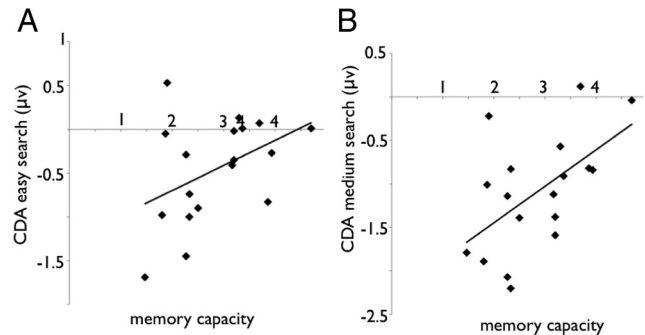 A
CDA easy search (μv)
1
0.5
-0.5
-1.5
1 2 3 4 4
memory capacity
B
CDA medium search (μv)
0.5
-0.5
-1.5
-2.5
1 2 3 4
memory capacity